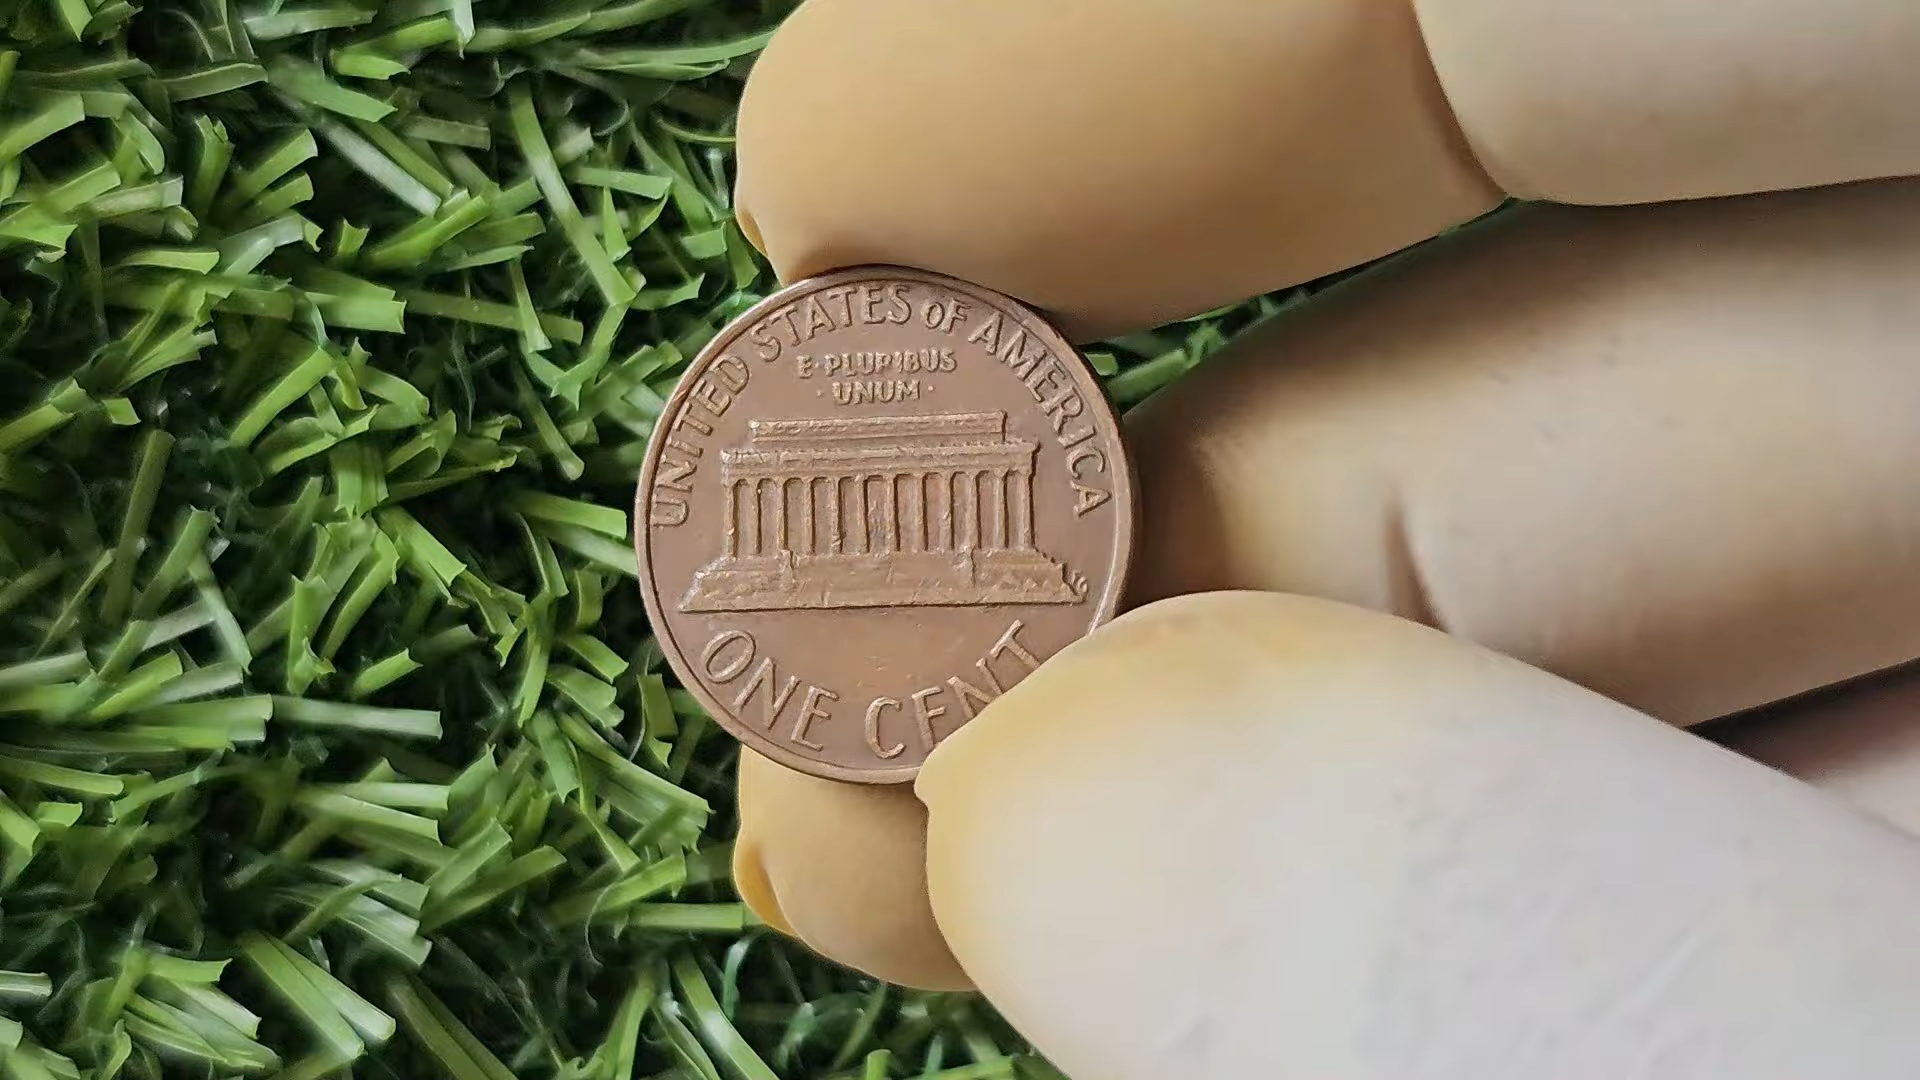 UNITED STATES OF AMERICA
E·PLURIBUS
·UNUM·
ONE CENT